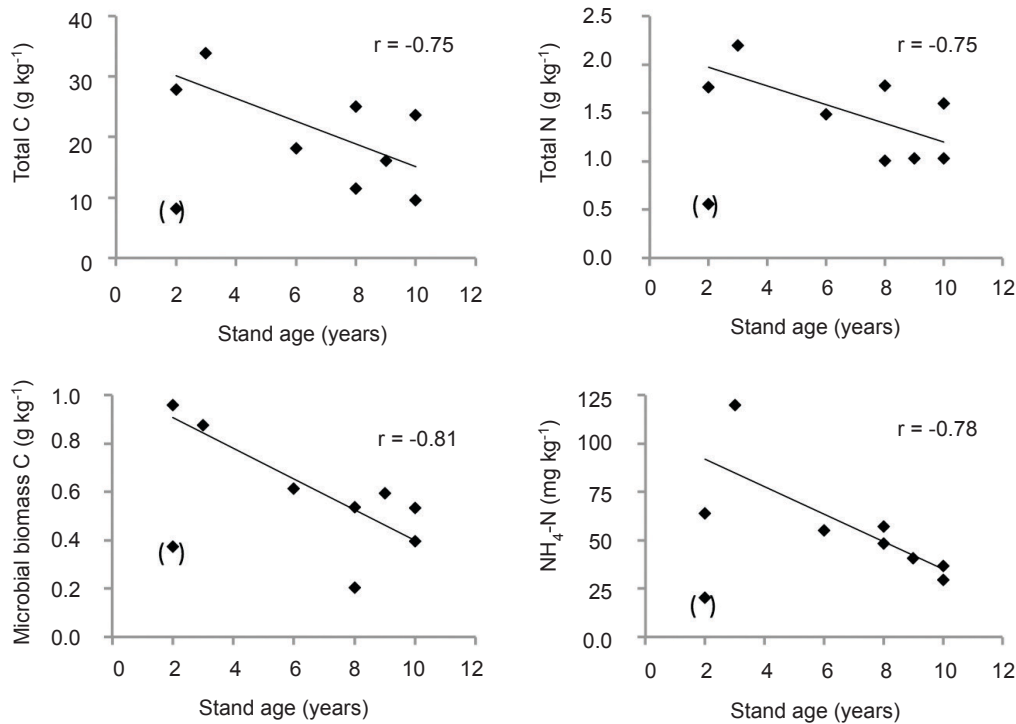 Total C (g kg-1)
40
30
20
10
0
r = -0.75
( )
0 2 4 6 8 10 12
Stand age (years)
Total N (g kg-1)
2.5
2.0
1.5
1.0
0.5
0.0
r = -0.75
( )
0 2 4 6 8 10 12
Stand age (years)
Microbial biomass C (g kg-1)
1.0
0.8
0.6
0.4
0.2
0.0
r = -0.81
( )
0 2 4 6 8 10 12
Stand age (years)
NH4-N (mg kg-1)
125
100
75
50
25
0.0
r = -0.78
( )
0 2 4 6 8 10 12
Stand age (years)